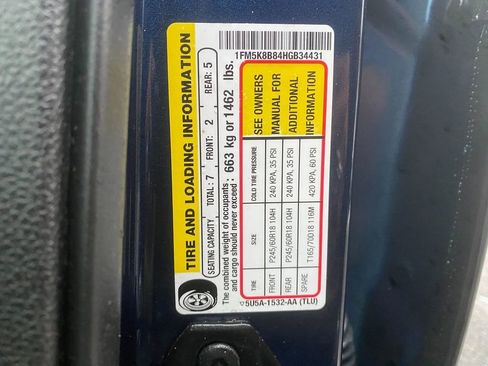 TIRE AND LOADING INFORMATION
SEATING CAPACITY TOTAL: 7 FRONT: 2 REAR: 5
The combined weight of occupants
and cargo should never exceed: 663 kg or 1462 lbs.
TIRE SIZE COLD TIRE PRESSURE SEE OWNERS
FRONT P245/60R18 104H 240 KPA, 35 PSI MANUAL FOR
REAR P245/60R18 104H 240 KPA, 35 PSI ADDITIONAL
SPARE T165/70D18 116M 420 KPA, 60 PSI INFORMATION
5U5A-1532-AA (TLU) 1FM5K8B84HGB34431